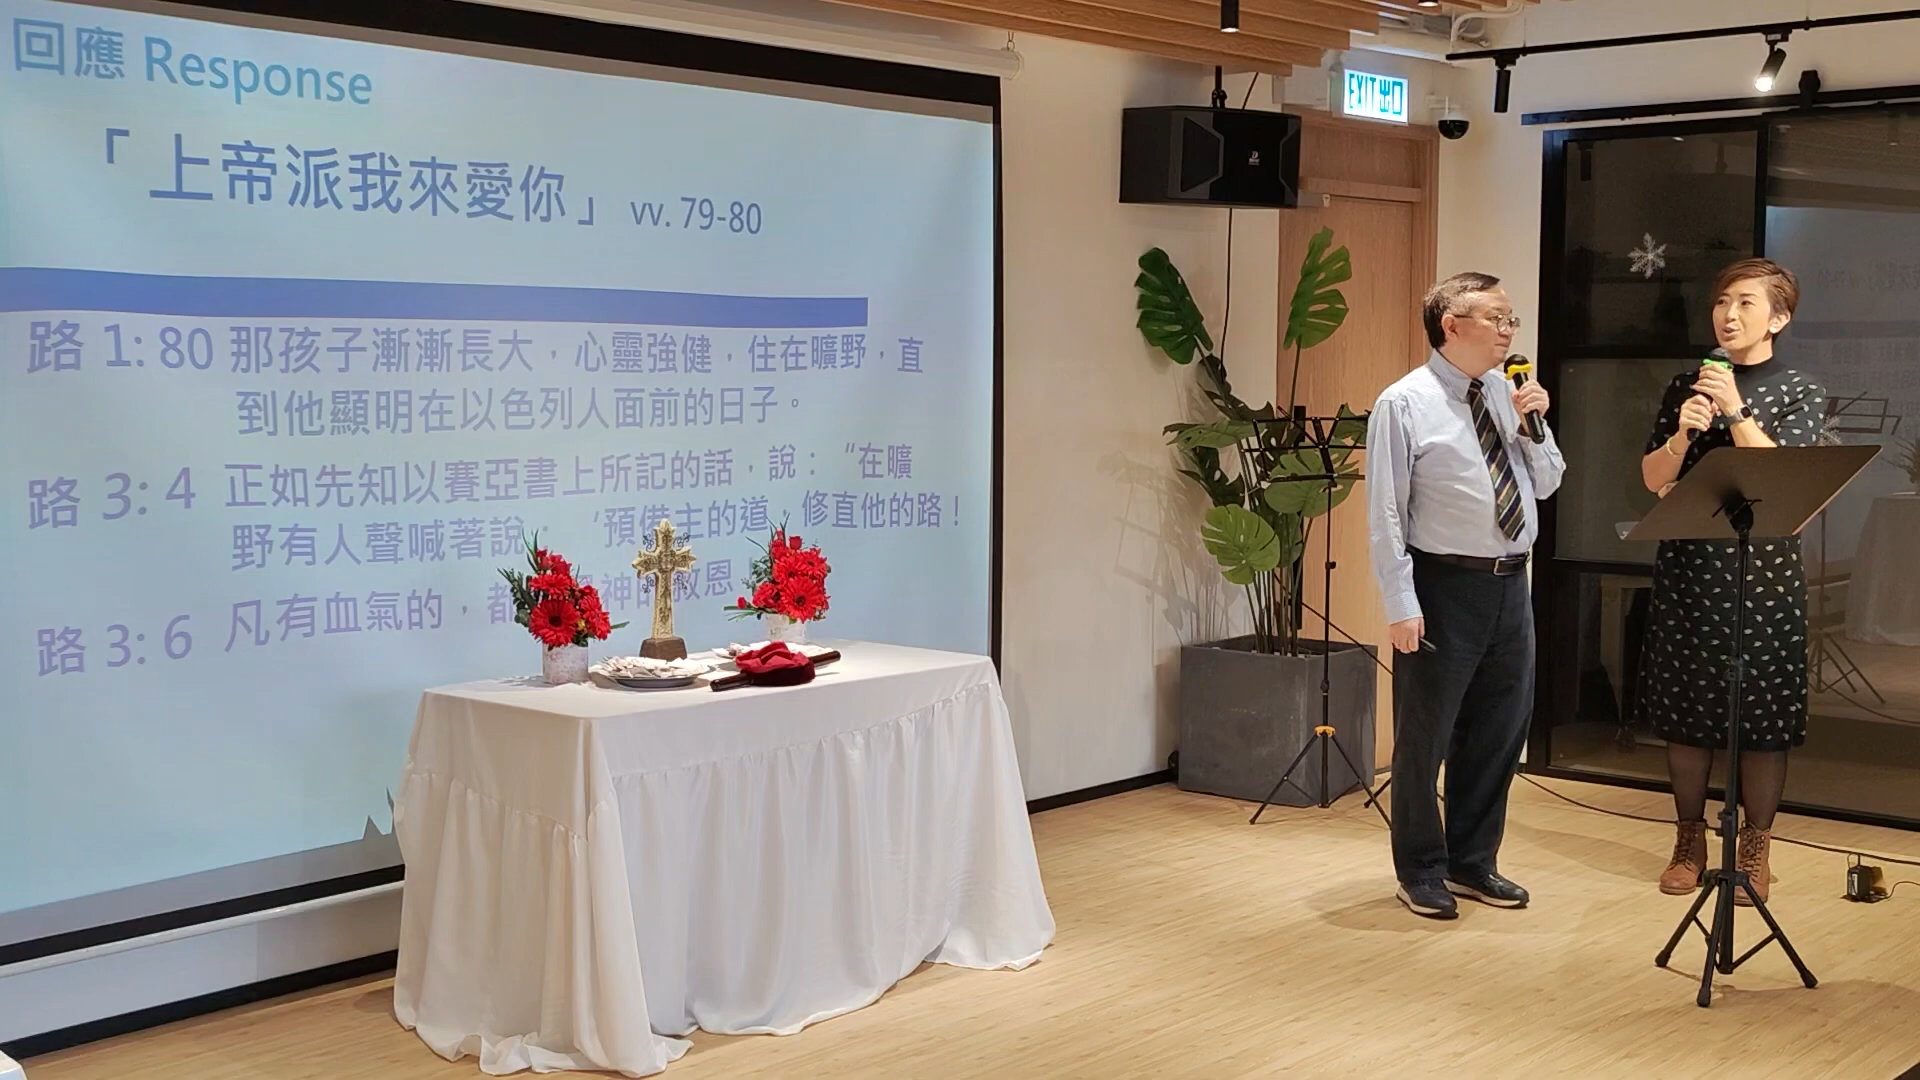 回應 Response
「上帝派我來愛你」 vv. 79-80
路 1: 80 那孩子漸漸長大，心靈強健，住在曠野，直
到他顯明在以色列人面前的日子。
路 3: 4 正如先知以賽亞書上所記的話，說：“在曠
野有人聲喊著說：‘預備主的道，修直他的路！
路 3: 6 凡有血氣的，都 神的救恩！
EXIT 出口